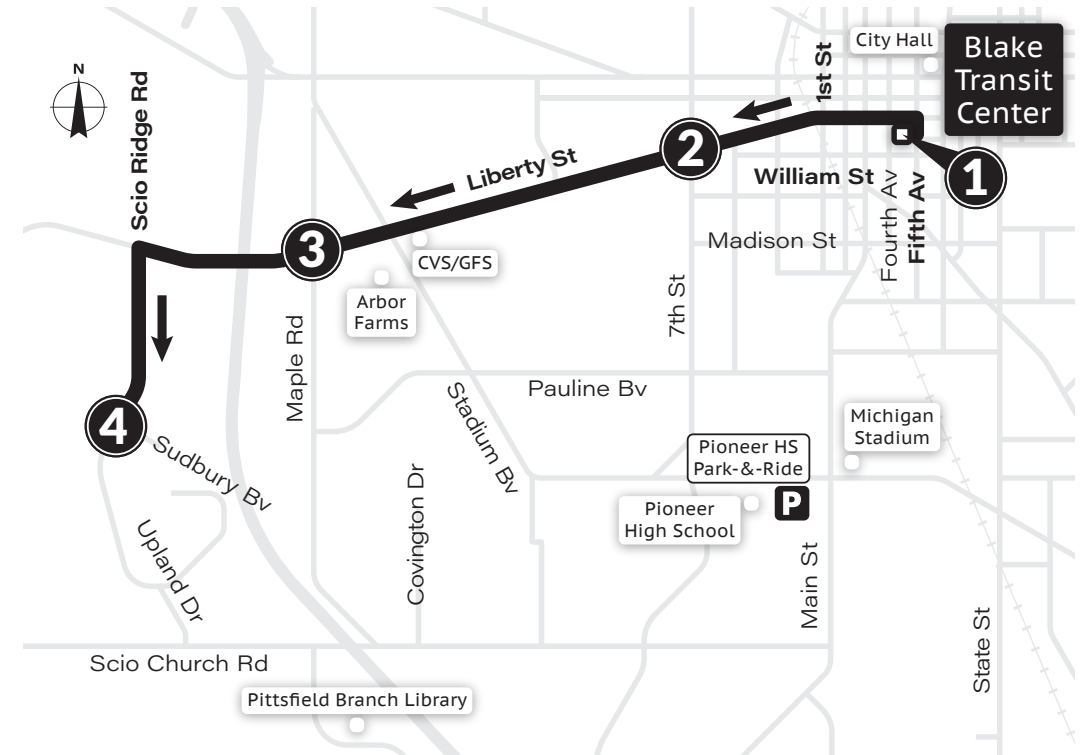 City Hall
Blake
Transit
Center
N
Scio Ridge Rd
1st St
2
Liberty St
William St
Fourth Av
Fifth Av
1
Madison St
3
CVS/GFS
Arbor
Farms
7th St
Maple Rd
Pauline Bv
Stadium Bv
4
Sudbury Bv
Michigan
Stadium
Pioneer HS
Park-&-Ride
P
Pioneer
High School
Covington Dr
Upland Dr
Main St
State St
Scio Church Rd
Pittsfield Branch Library